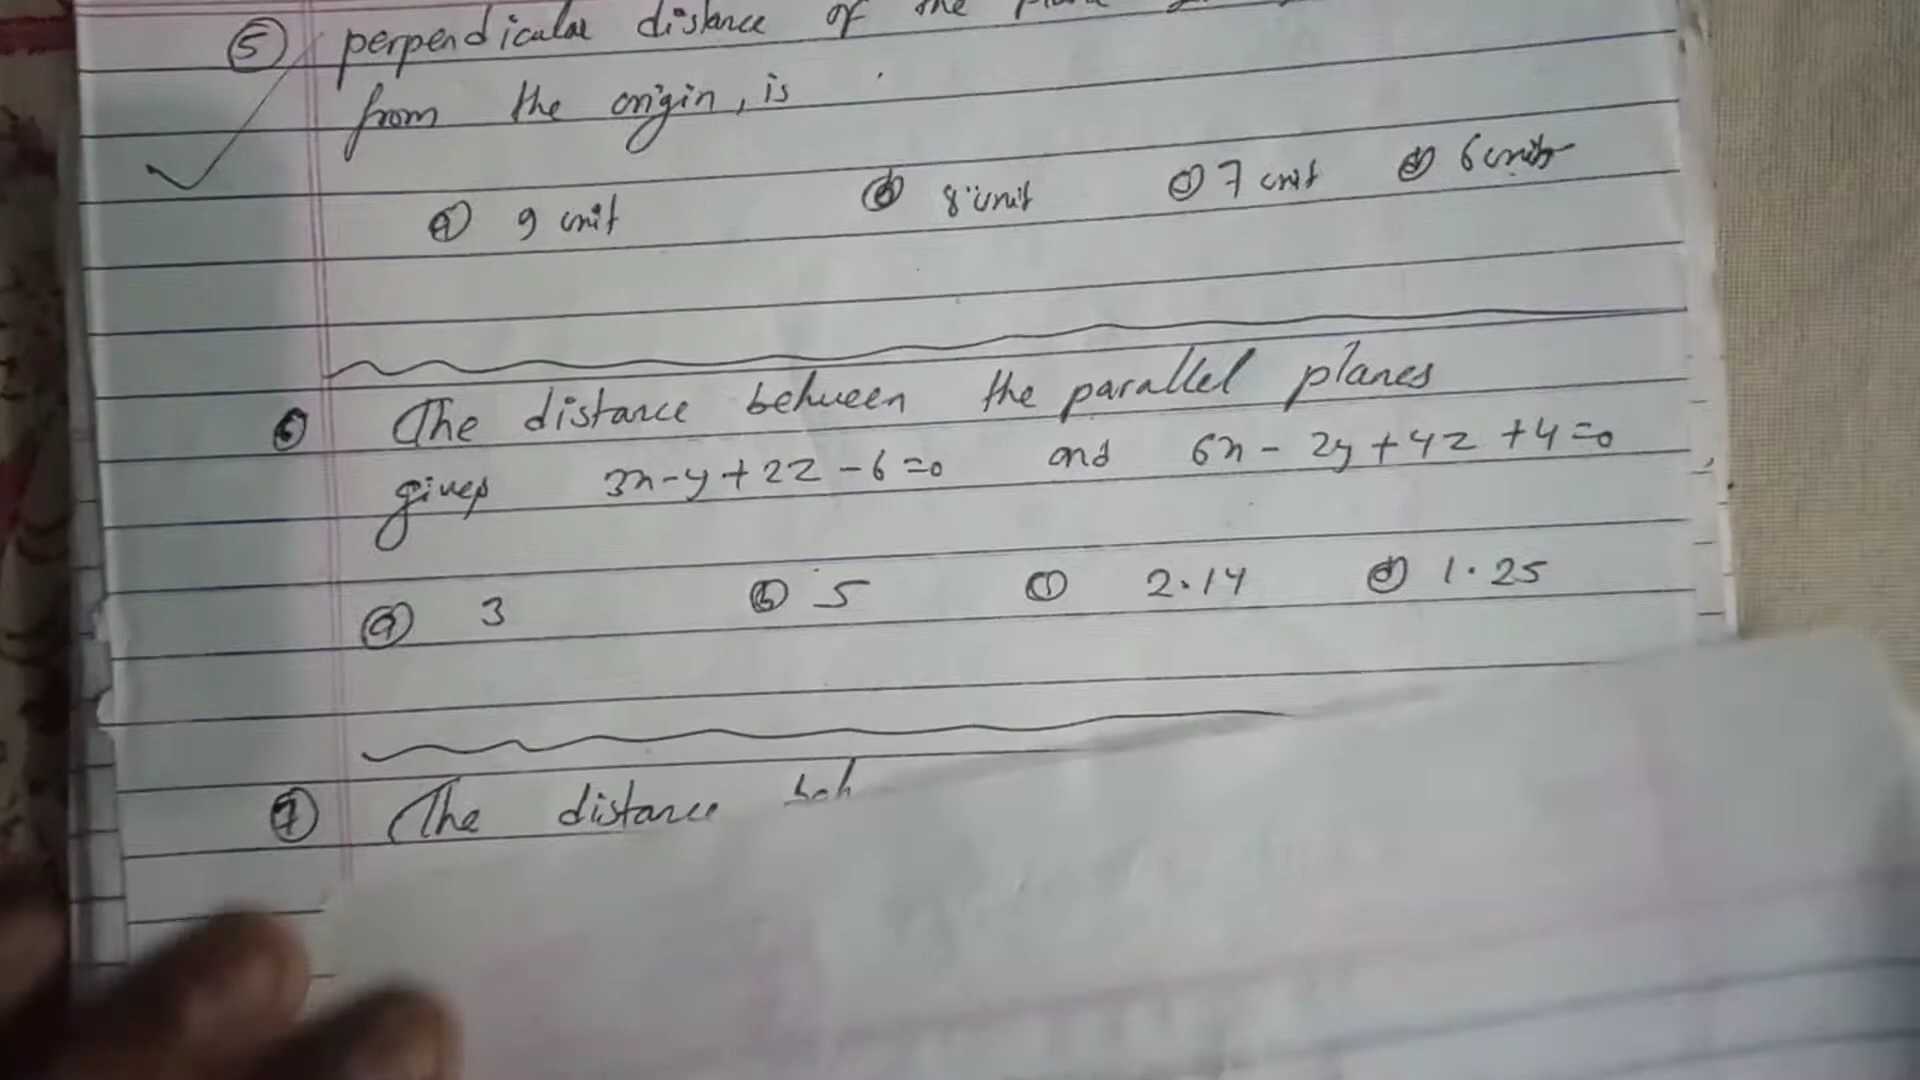 ⑤ perpendicular distance of the
from the origin, is
ⓐ 9 unit ⓑ 8 unit ⓒ 7 unit ⓓ 6 units
⑥ The distance between the parallel planes
given 3x-y+2z-6=0 and 6x-2y+4z+4=0
ⓐ 3 ⓑ 5 ⓒ 2.14 ⓓ 1.25
⑦ The distance